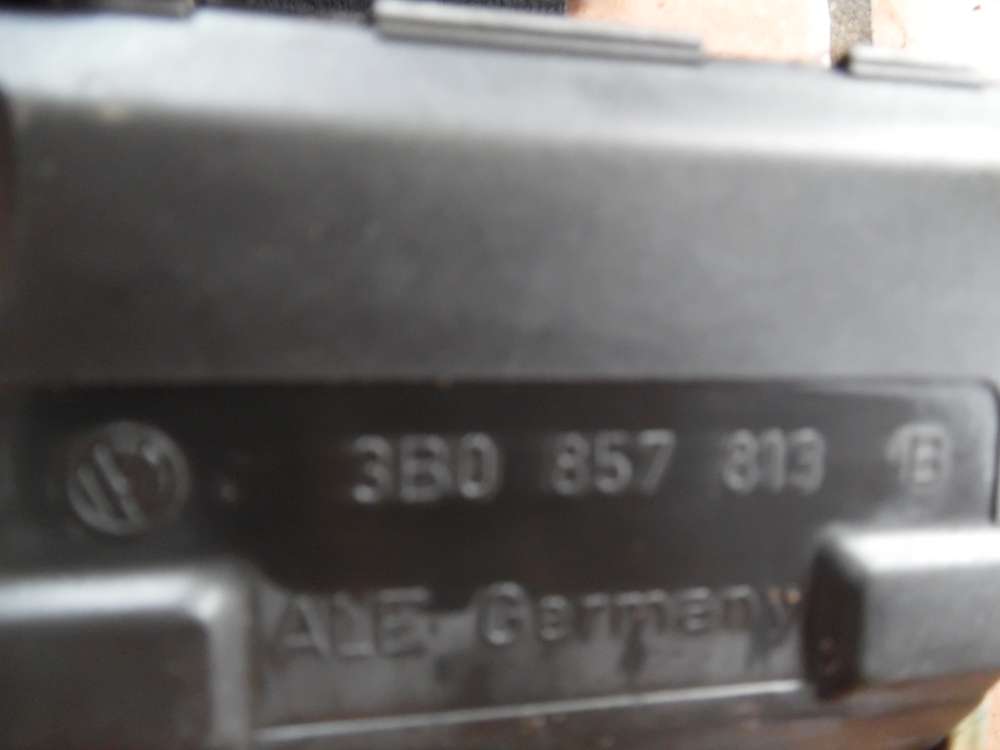 3B0 857 813 B
ALE Germany